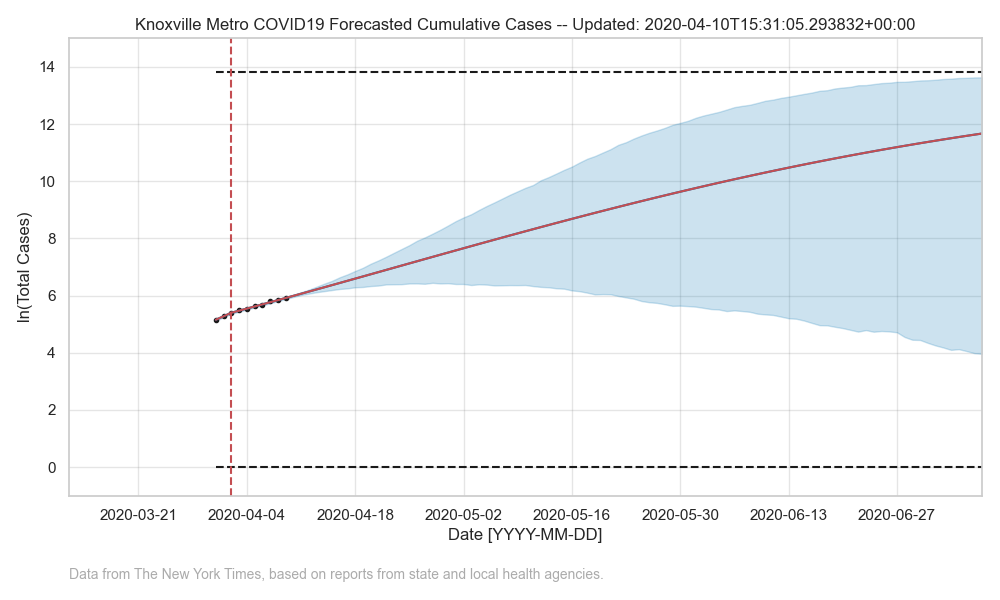 Knoxville Metro COVID19 Forecasted Cumulative Cases -- Updated: 2020-04-10T15:31:05.293832+00:00
14
12
10
8
6
4
2
0
ln(Total Cases)
2020-03-21 2020-04-04 2020-04-18 2020-05-02 2020-05-16 2020-05-30 2020-06-13 2020-06-27
Date [YYYY-MM-DD]
Data from The New York Times, based on reports from state and local health agencies.